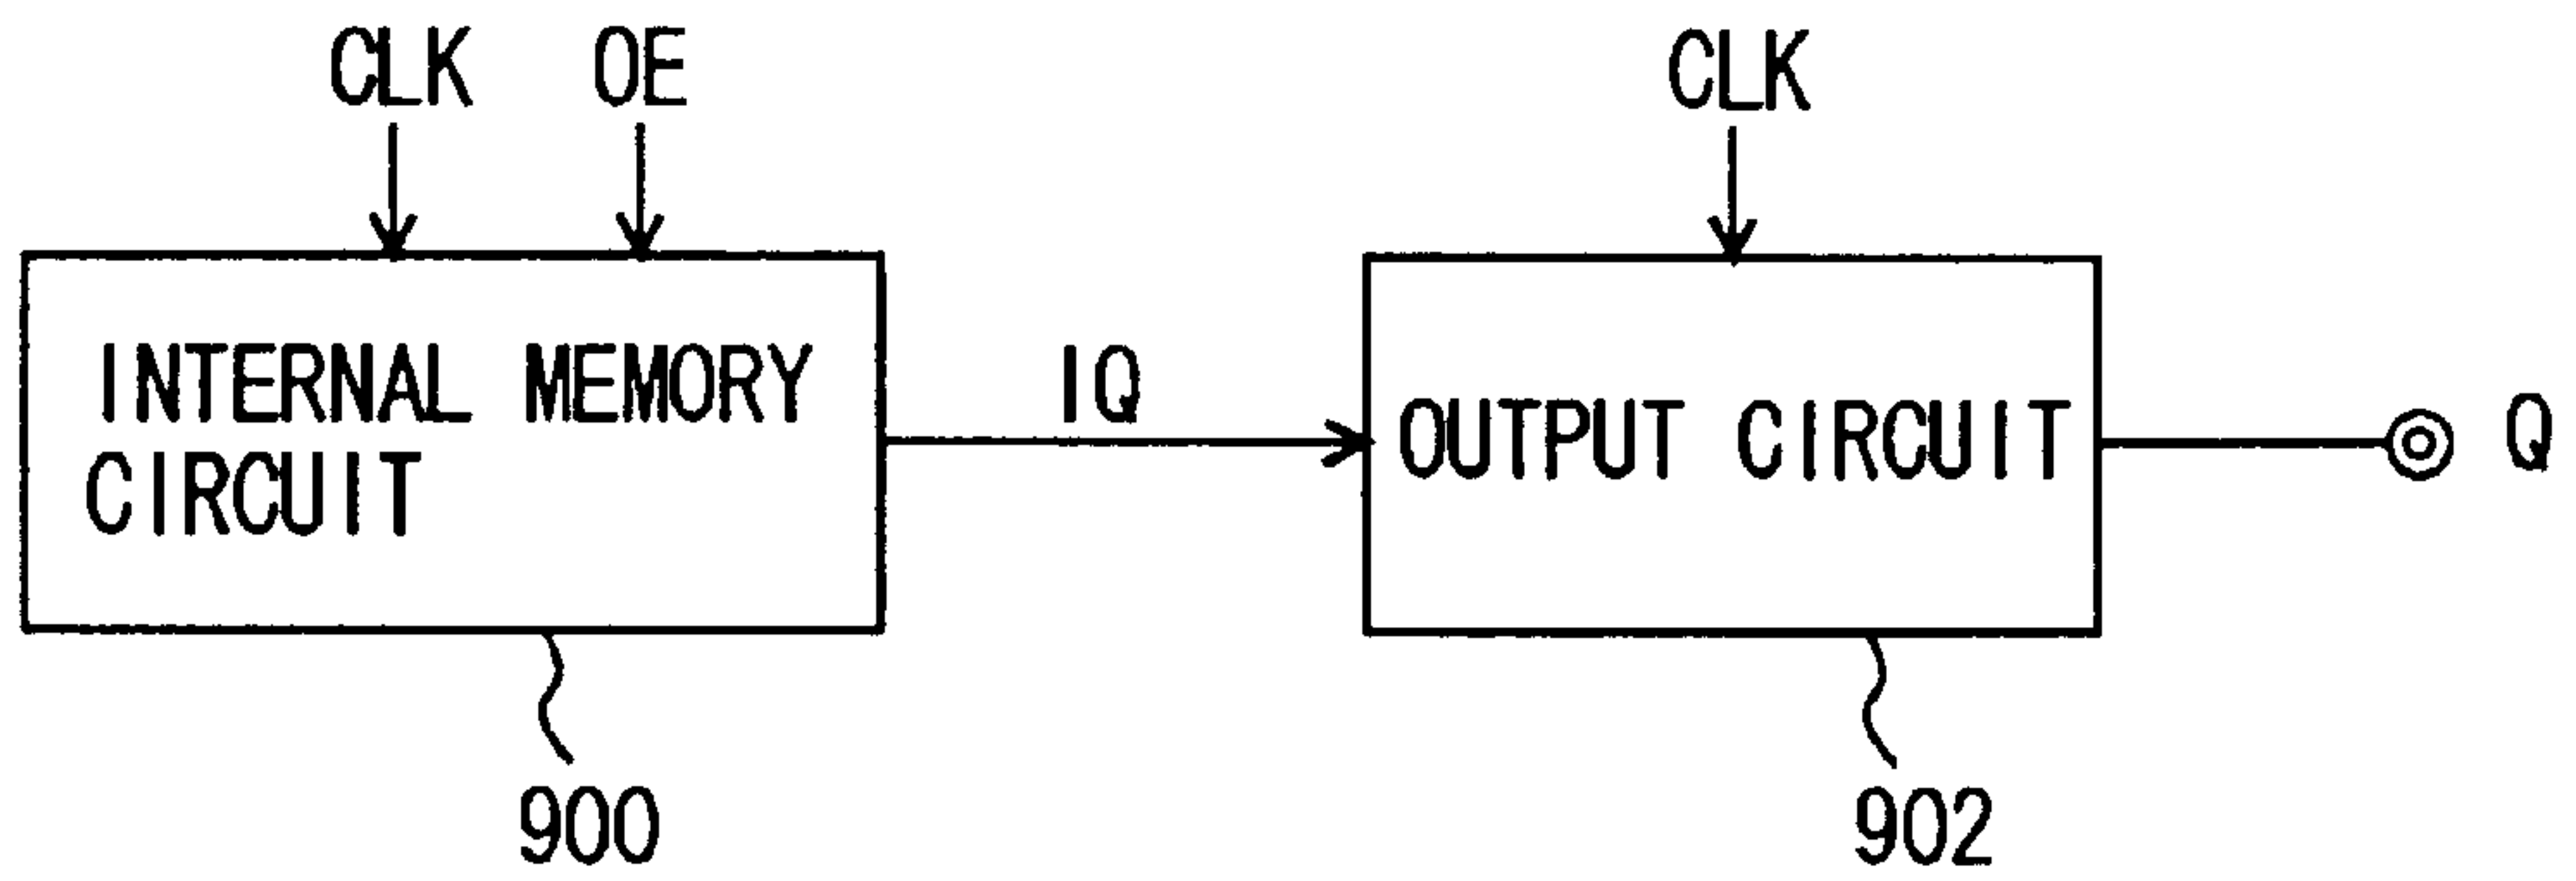 CLK OE CLK
INTERNAL MEMORY
CIRCUIT
IQ
OUTPUT CIRCUIT
Q
900
902